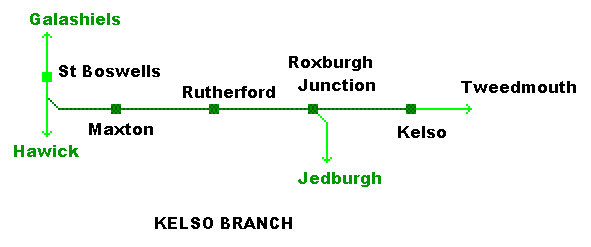 Galashiels
St Boswells
Roxburgh
Junction
Tweedmouth
Rutherford
Maxton
Kelso
Hawick
Jedburgh
KELSO BRANCH